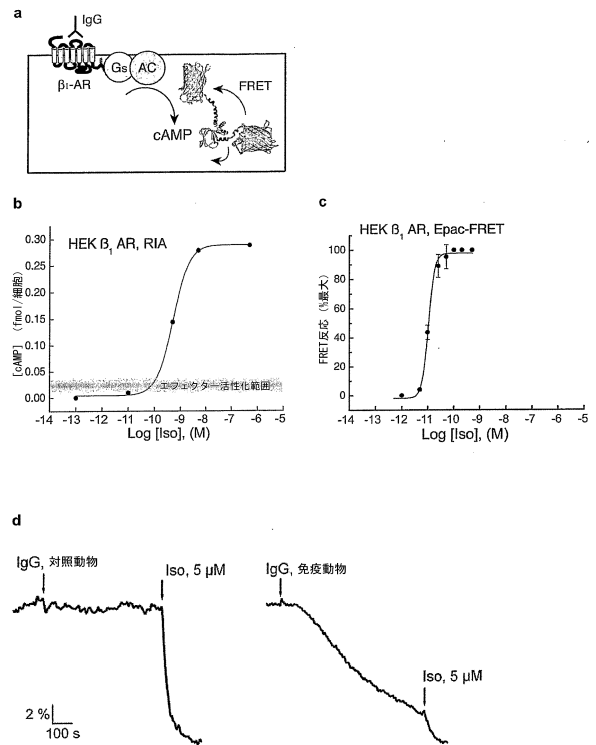 a
IgG
Gs AC
FRET
β1-AR
cAMP
b
HEK ß1 AR, RIA
[cAMP] (fmol/細胞)
0.30
0.25
0.20
0.15
0.10
0.05
0.00
エフェクター活性化範囲
-14 -13 -12 -11 -10 -9 -8 -7 -6 -5
Log [Iso], (M)
c
HEK ß1 AR, Epac-FRET
FRET反応 (%最大)
100
80
60
40
20
0
-14 -13 -12 -11 -10 -9 -8 -7 -6 -5
Log [Iso], (M)
d
IgG, 対照動物
Iso, 5 µM
IgG, 免疫動物
Iso, 5 µM
2 %
100 s